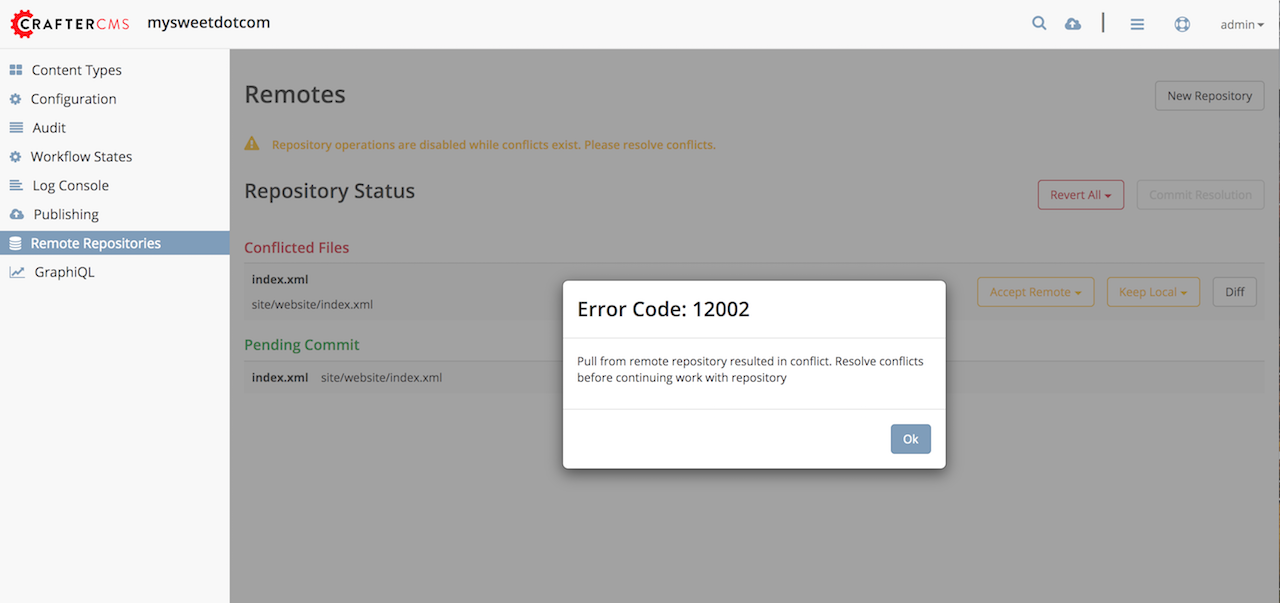 CRAFTERCMS mysweetdotcom admin
Content Types
Configuration
Audit
Workflow States
Log Console
Publishing
Remote Repositories
GraphiQL
Remotes
New Repository
Repository operations are disabled while conflicts exist. Please resolve conflicts.
Repository Status
Revert All
Commit Resolution
Conflicted Files
index.xml
site/website/index.xml
Accept Remote
Keep Local
Diff
Pending Commit
index.xml site/website/index.xml
Error Code: 12002
Pull from remote repository resulted in conflict. Resolve conflicts
before continuing work with repository
Ok